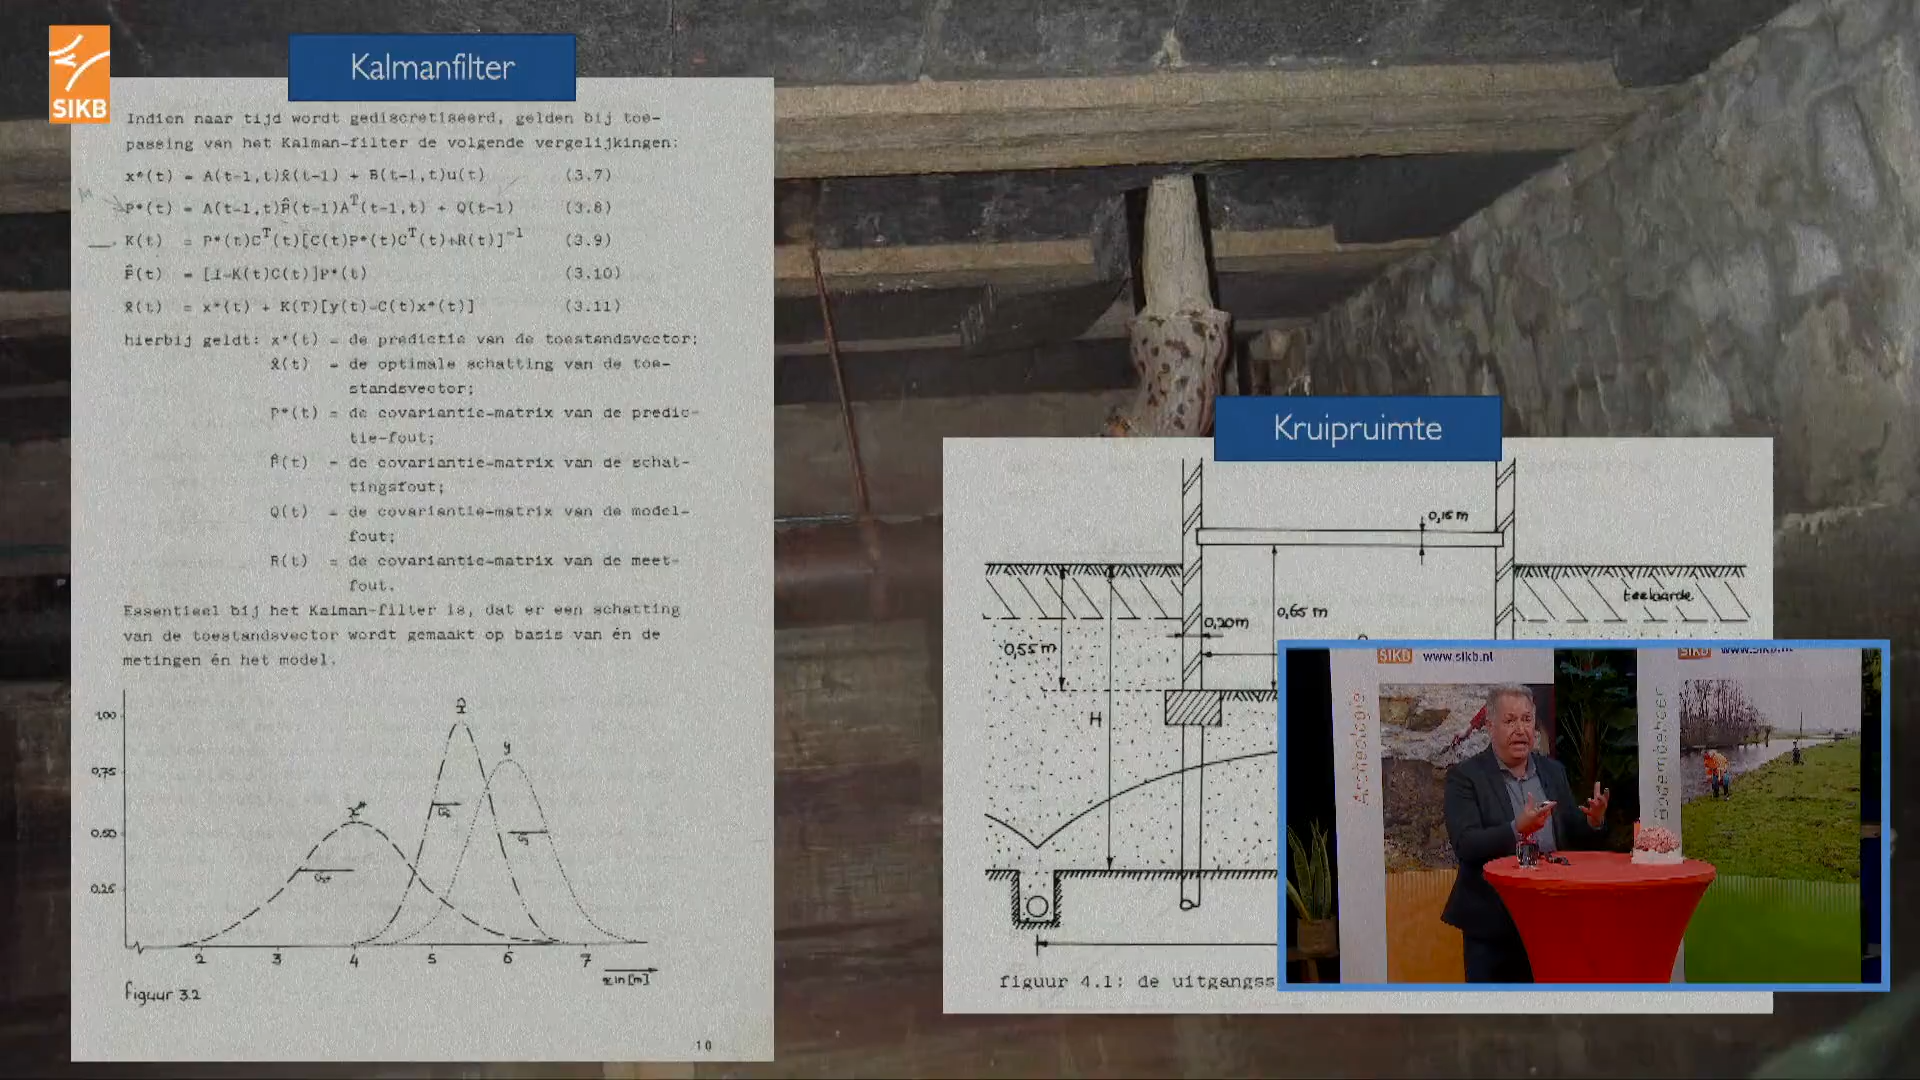 SIKB
Kalmanfilter
Indien naar tijd wordt gediscretiseerd, gelden bij toe-
passing van het Kalman-filter de volgende vergelijkingen:
x*(t) = A(t-1,t)x̂(t-1) + B(t-1,t)u(t) (3.7)
P*(t) = A(t-1,t)P̂(t-1)Aᵀ(t-1,t) + Q(t-1) (3.8)
K(t) = P*(t)Cᵀ(t)[C(t)P*(t)Cᵀ(t)+R(t)]⁻¹ (3.9)
P̂(t) = [I-K(t)C(t)]P*(t) (3.10)
x̂(t) = x*(t) + K(T)[y(t)-C(t)x*(t)] (3.11)
hierbij geldt: x*(t) = de predictie van de toestandsvector;
x̂(t) = de optimale schatting van de toe-
standsvector;
P*(t) = de covariantie-matrix van de predic-
tie-fout;
P̂(t) = de covariantie-matrix van de schat-
tingsfout;
Q(t) = de covariantie-matrix van de model-
fout;
R(t) = de covariantie-matrix van de meet-
fout.
Essentieel bij het Kalman-filter is, dat er een schatting
van de toestandsvector wordt gemaakt op basis van én de
metingen én het model.
1.00
0.75
0.50
0.25
x*
x̂
y
2 3 4 5 6 7
x in [m]
figuur 3.2
10
Kruipruimte
0,15 m
teelaarde
0,65 m
0,20 m
0,55 m
H
figuur 4.1: de uitgangss
SIKB www.sikb.nl
SIKB www.sikb.nl
Archeologie
Bodembeheer